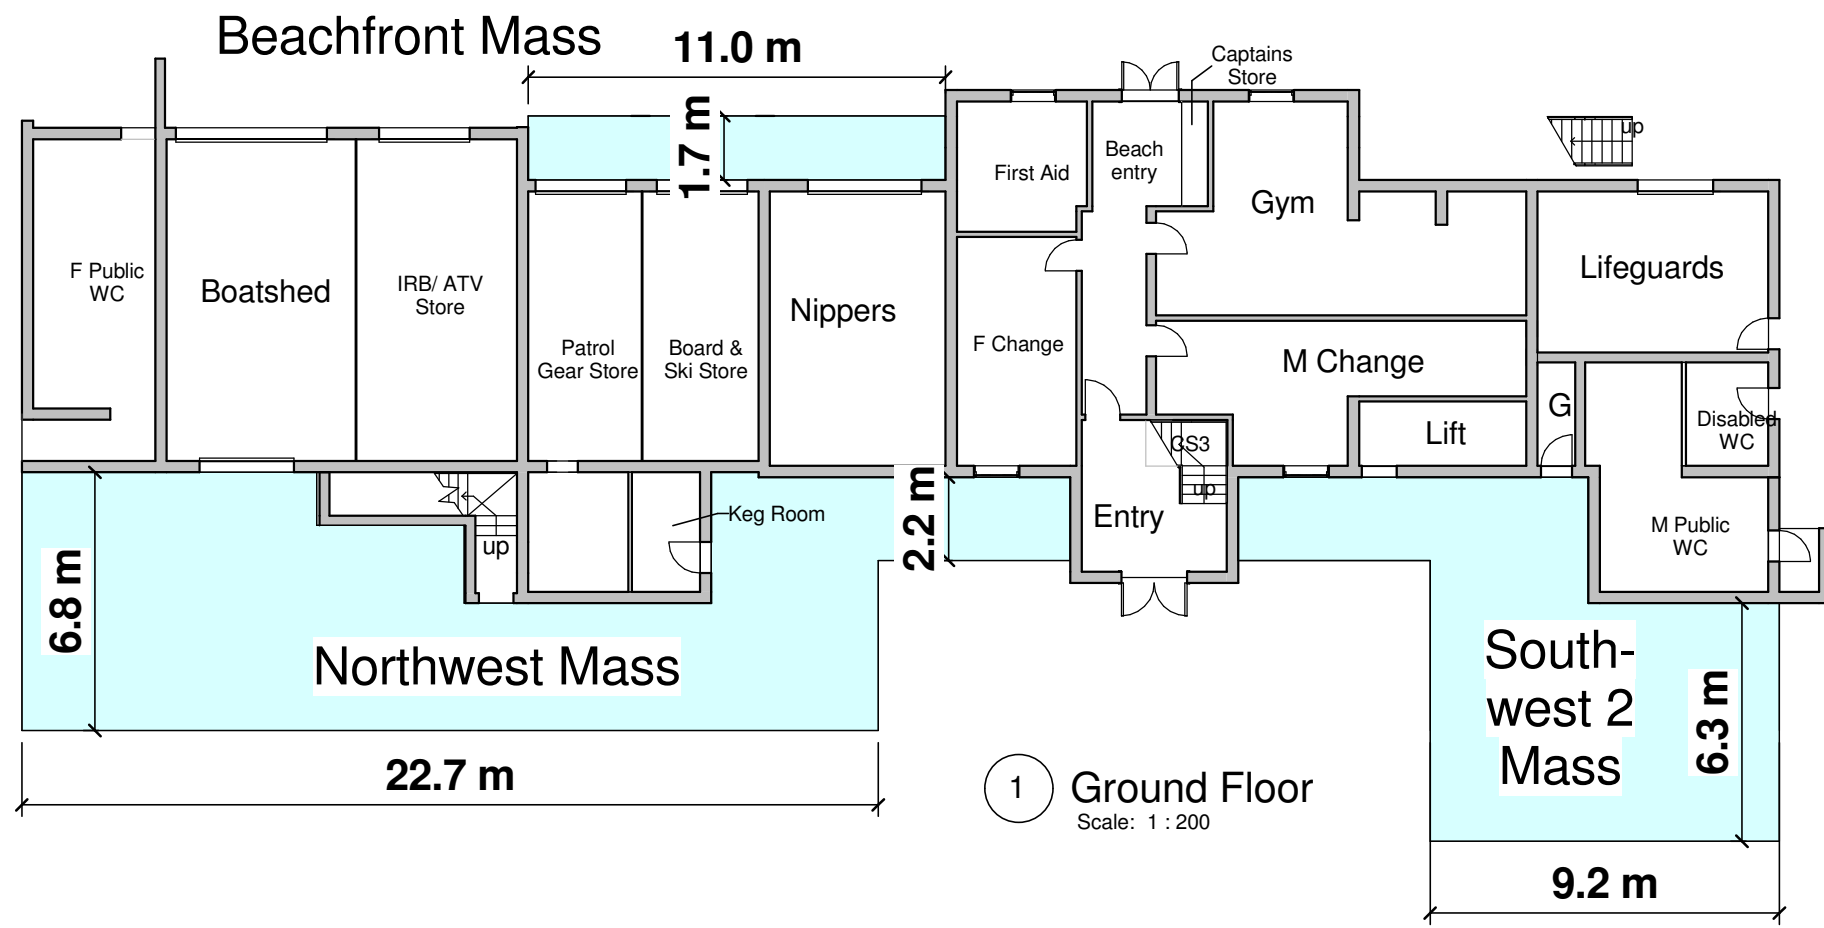 Beachfront Mass
11.0 m
Captains
Store
1.7 m
up
Beach
entry
First Aid
Gym
F Public
WC
Boatshed
IRB/ ATV
Store
Nippers
Lifeguards
Patrol
Gear Store
Board &
Ski Store
F Change
M Change
G
Disabled
WC
Lift
GS3
up
2.2 m
Entry
Keg Room
M Public
WC
up
6.8 m
Northwest Mass
South-
west 2
Mass
6.3 m
22.7 m
1
Ground Floor
Scale: 1 : 200
9.2 m